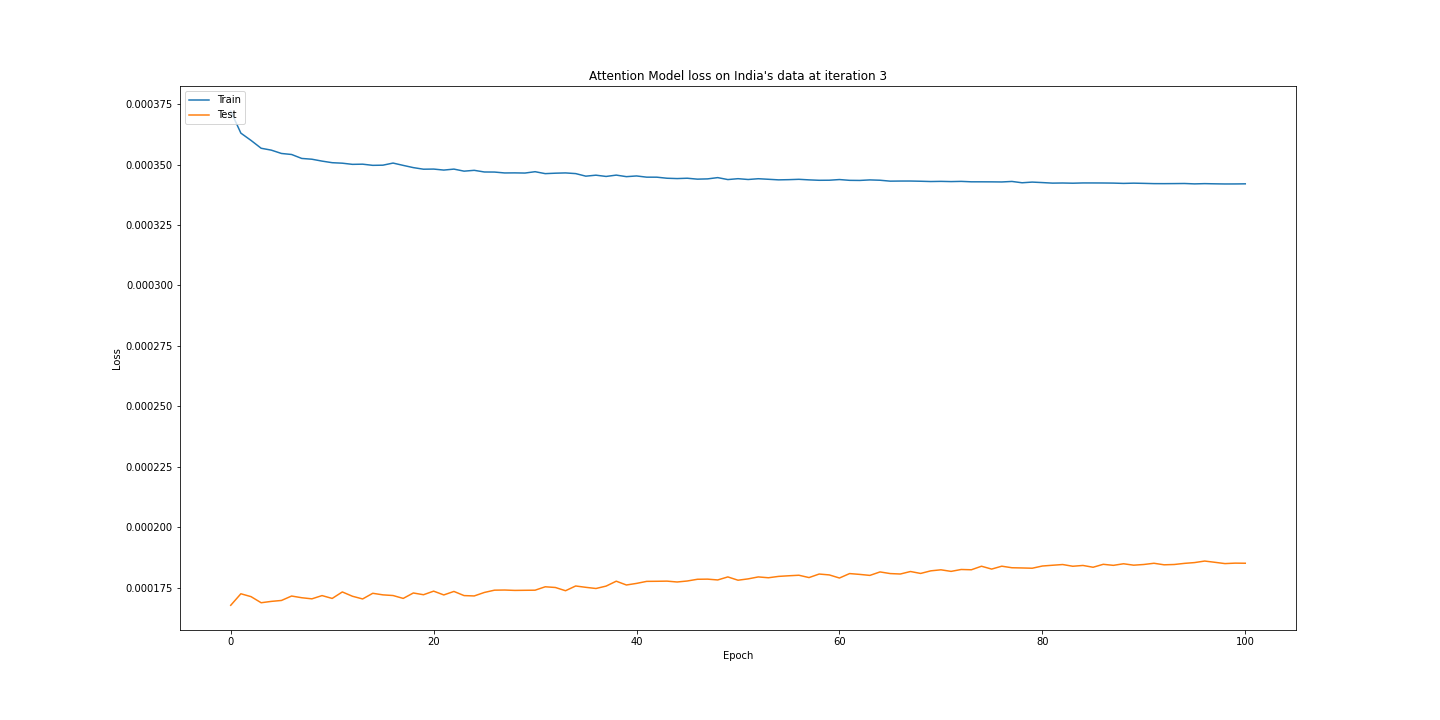 Attention Model loss on India's data at iteration 3
Train
Test
0.000375
0.000350
0.000325
0.000300
0.000275
0.000250
0.000225
0.000200
0.000175
Loss
0 20 40 60 80 100
Epoch